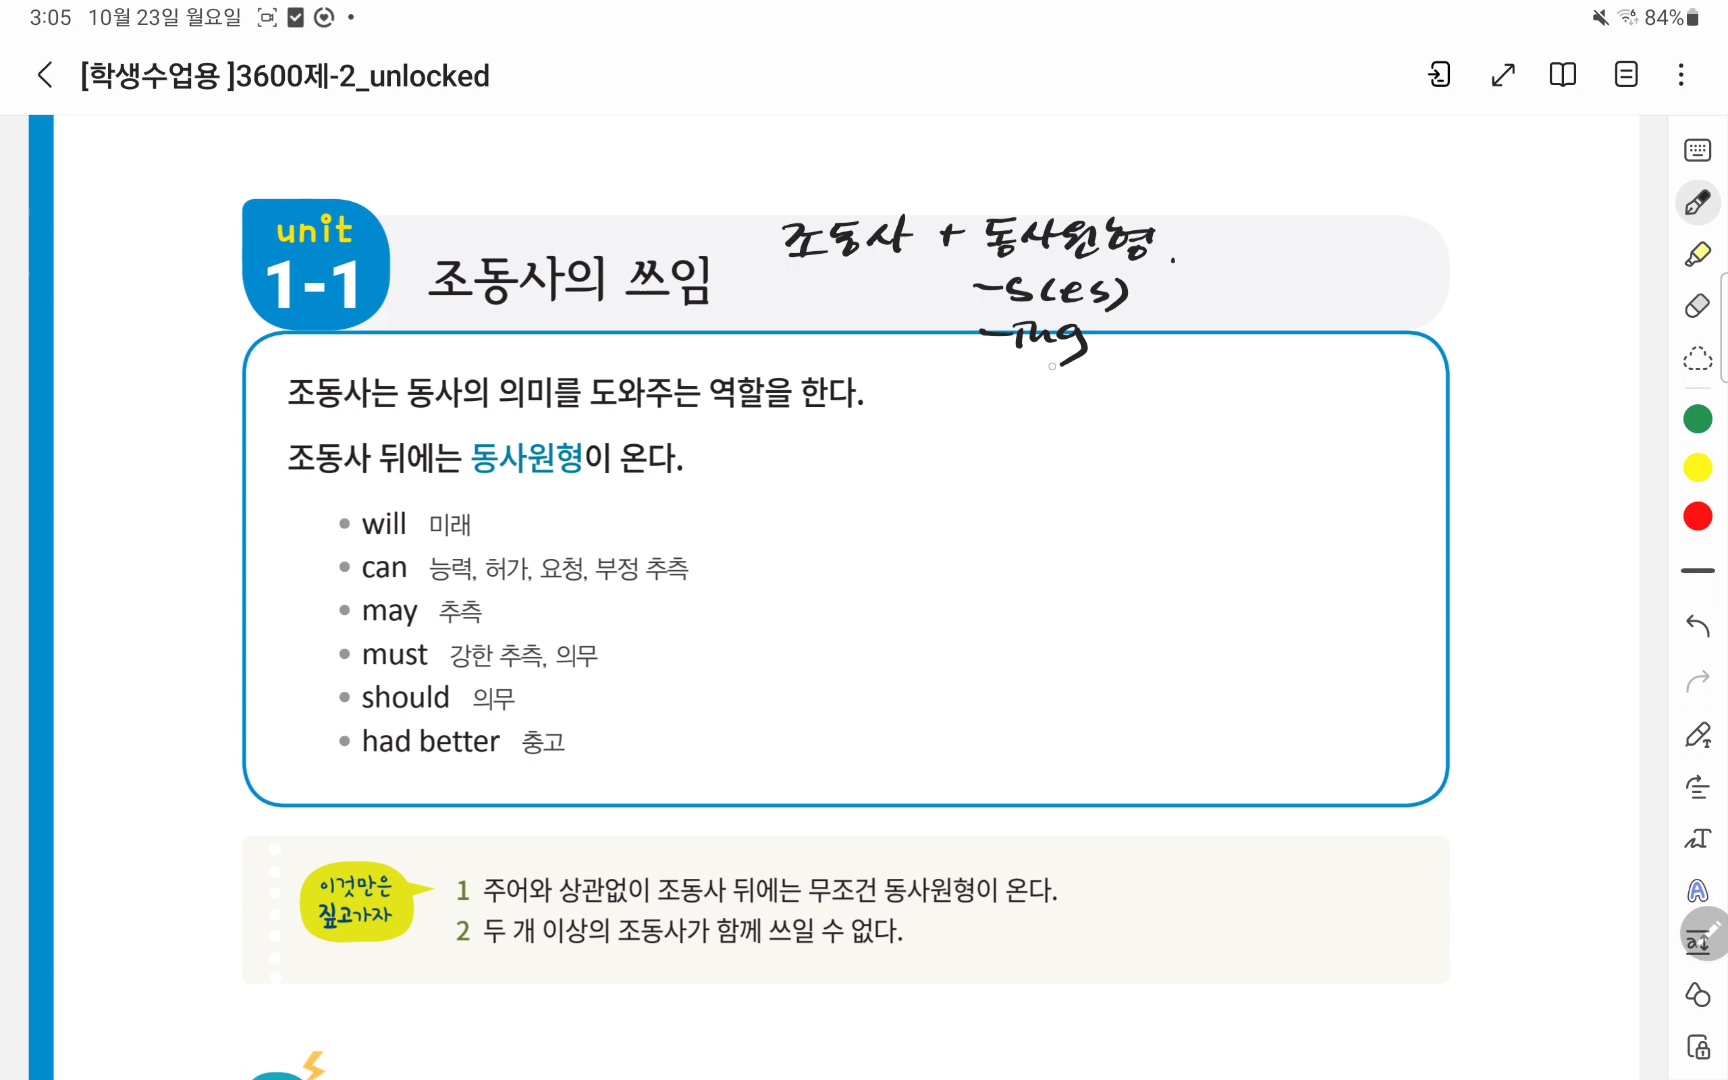 3:05 10월 23일 월요일
84%
[학생수업용 ]3600제-2_unlocked
unit
1-1
조동사의 쓰임
조동사 + 동사원형.
-s(es)
-ing
조동사는 동사의 의미를 도와주는 역할을 한다.
조동사 뒤에는 동사원형이 온다.
• will 미래
• can 능력, 허가, 요청, 부정 추측
• may 추측
• must 강한 추측, 의무
• should 의무
• had better 충고
이것만은
짚고가자
1 주어와 상관없이 조동사 뒤에는 무조건 동사원형이 온다.
2 두 개 이상의 조동사가 함께 쓰일 수 없다.